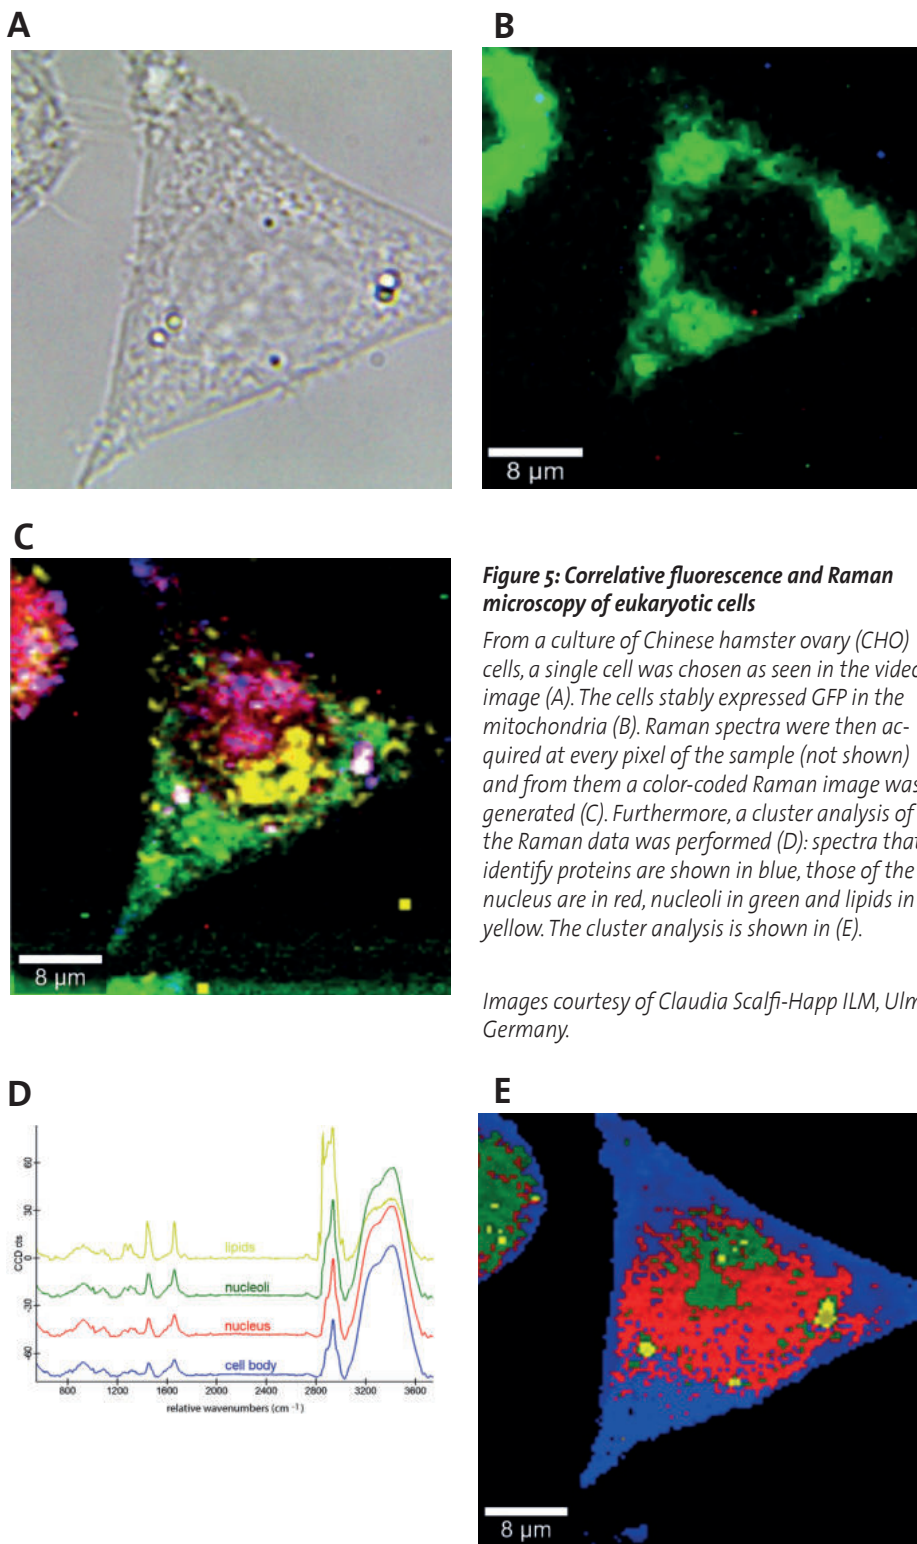 A
B
8 µm
C
8 µm
Figure 5: Correlative fluorescence and Raman
microscopy of eukaryotic cells
From a culture of Chinese hamster ovary (CHO)
cells, a single cell was chosen as seen in the video
image (A). The cells stably expressed GFP in the
mitochondria (B). Raman spectra were then ac-
quired at every pixel of the sample (not shown)
and from them a color-coded Raman image was
generated (C). Furthermore, a cluster analysis of
the Raman data was performed (D): spectra that
identify proteins are shown in blue, those of the
nucleus are in red, nucleoli in green and lipids in
yellow. The cluster analysis is shown in (E).
Images courtesy of Claudia Scalfi-Happ ILM, Ulm
Germany.
D
CCD cts
60
30
0
-30
-60
lipids
nucleoli
nucleus
cell body
800 1200 1600 2000 2400 2800 3200 3600
relative wavenumbers (cm -1)
E
8 µm